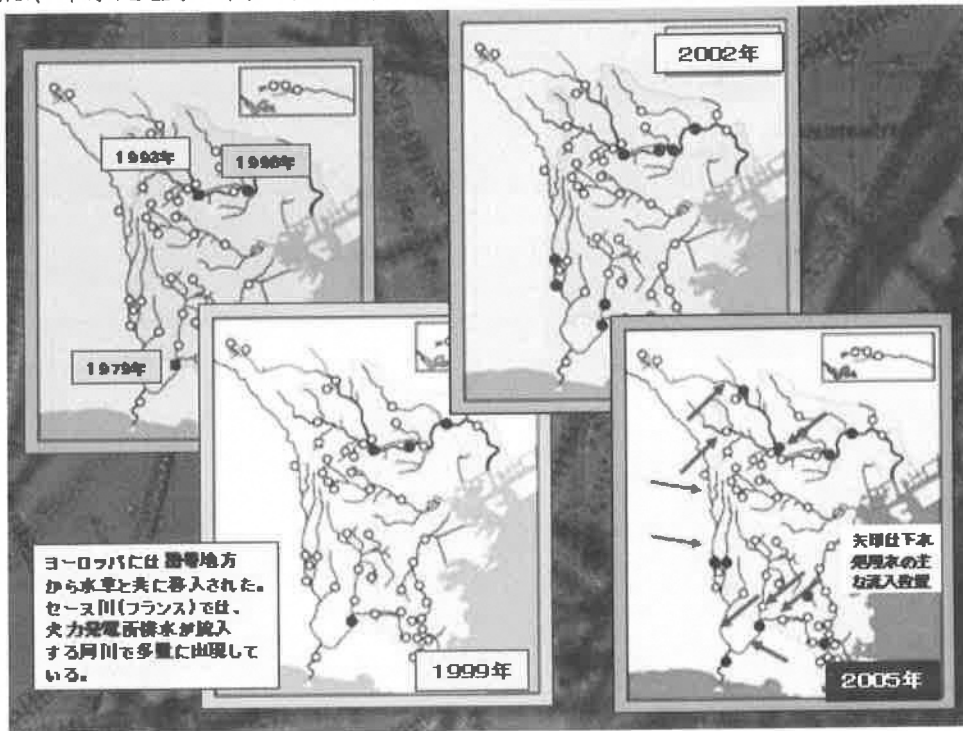 2002年
1993年
1979年
ヨーロッパには熱帯地方
から水草と共に移入された。
セーヌ川(フランス)では、
火力発電所排水が流入
する河川で多量に出現して
いる。
1999年
矢印は下水
処理水の主
な流入位置
2005年